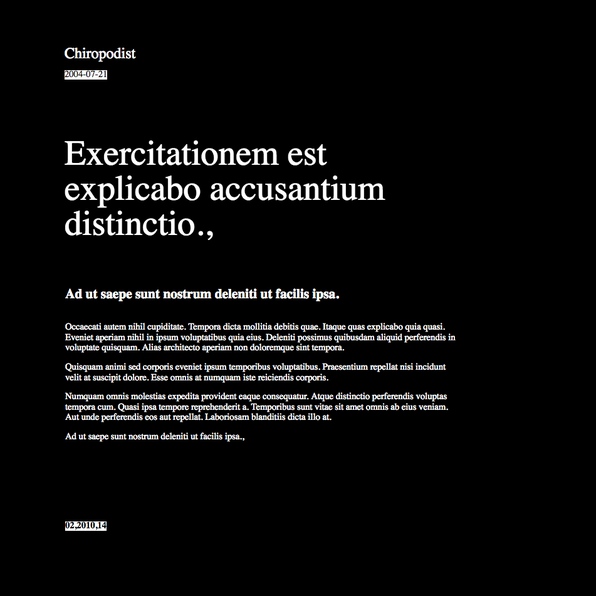 Chiropodist
2004-07-21
Exercitationem est
explicabo accusantium
distinctio.,
Ad ut saepe sunt nostrum deleniti ut facilis ipsa.
Occaecati autem nihil cupiditate. Tempora dicta mollitia debitis quae. Itaque quas explicabo quia quasi.
Eveniet aperiam nihil in ipsum voluptatibus quia eius. Deleniti possimus quibusdam aliquid perferendis in
voluptate quisquam. Alias architecto aperiam non doloremque sint tempora.
Quisquam animi sed corporis eveniet ipsum temporibus voluptatibus. Praesentium repellat nisi incidunt
velit at suscipit dolore. Esse omnis at numquam iste reiciendis corporis.
Numquam omnis molestias expedita provident eaque consequatur. Atque distinctio perferendis voluptas
tempora cum. Quasi ipsa tempore reprehenderit a. Temporibus sunt vitae sit amet omnis ab eius veniam.
Aut unde perferendis eos aut repellat. Laboriosam blanditiis dicta illo at.
Ad ut saepe sunt nostrum deleniti ut facilis ipsa.,
02.2010.14